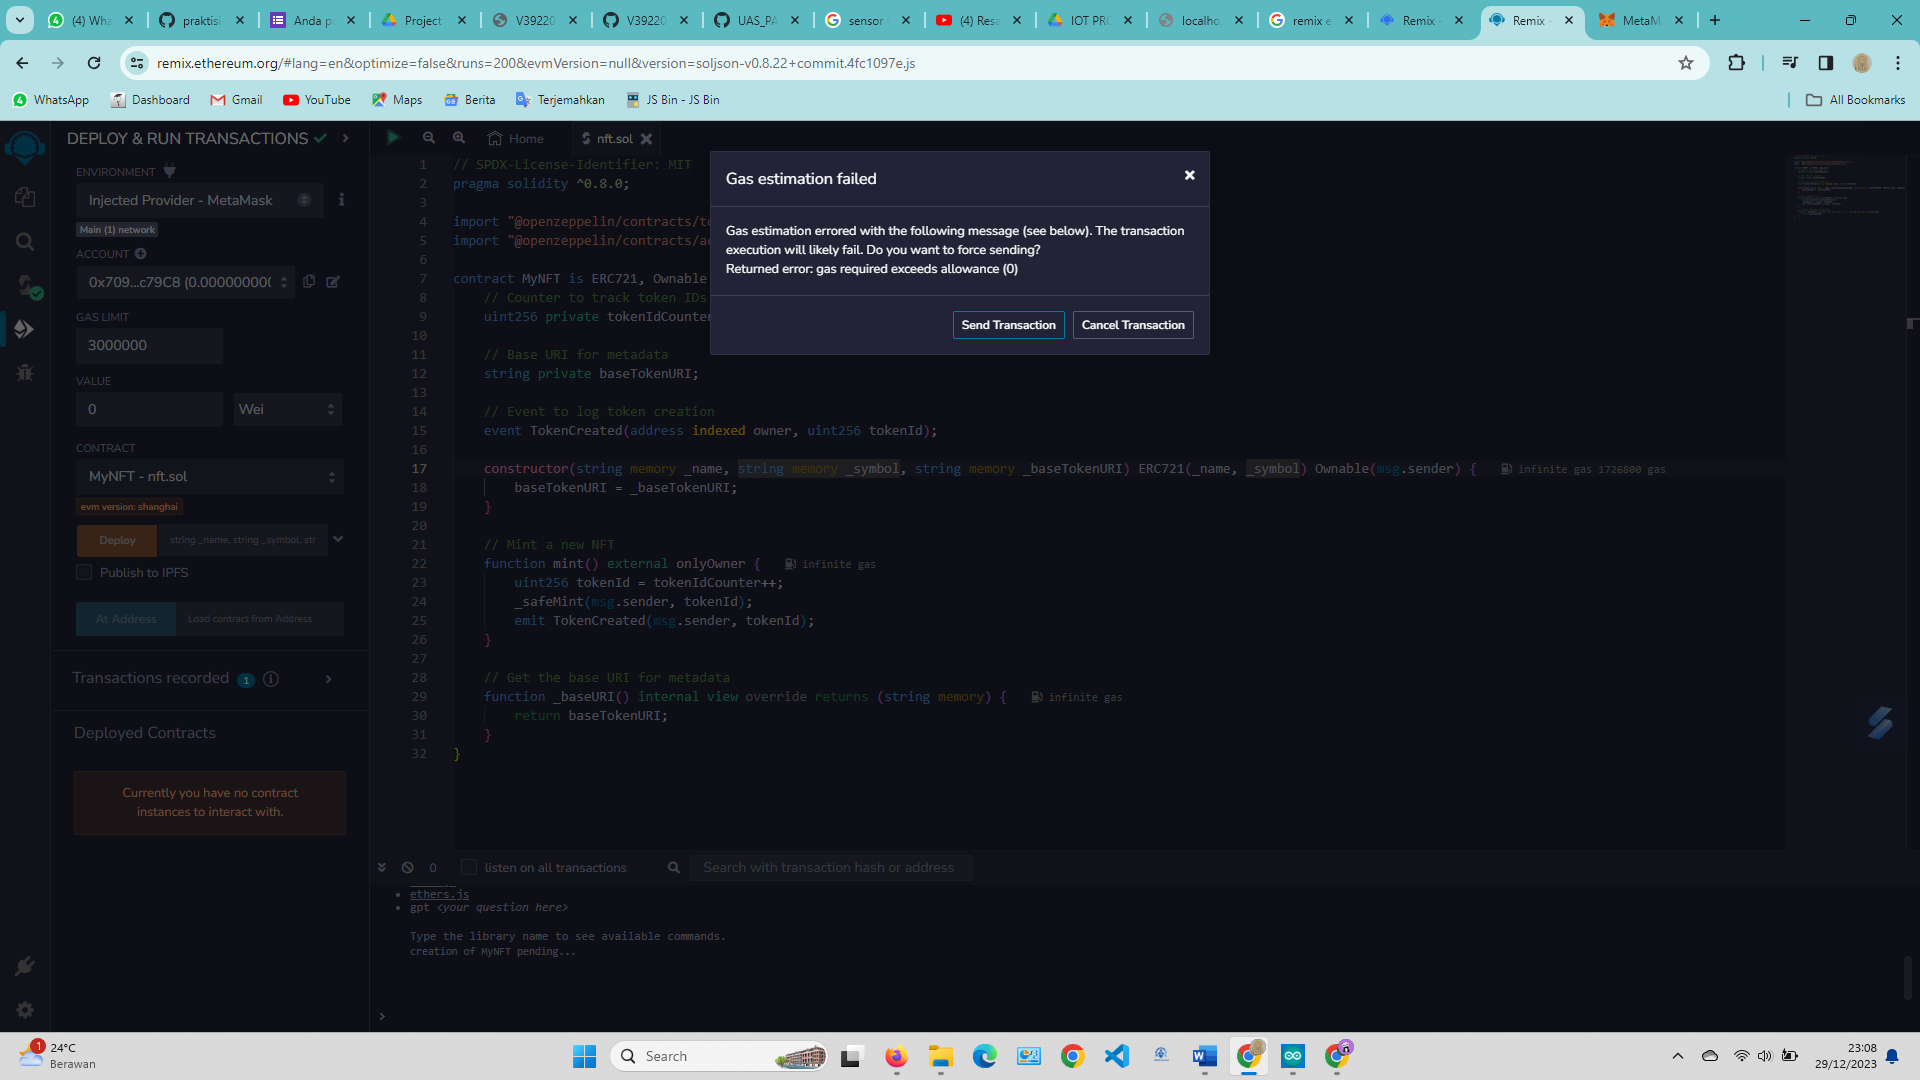 (4) Wha
praktisi
Anda p
Project
V39220
V39220
UAS_PA
sensor
(4) Resa
IOT PRO
localho
remix e
Remix -
Remix -
MetaM
remix.ethereum.org/#lang=en&optimize=false&runs=200&evmVersion=null&version=soljson-v0.8.22+commit.4fc1097e.js
WhatsApp
Dashboard
Gmail
YouTube
Maps
Berita
Terjemahkan
JS Bin - JS Bin
All Bookmarks
DEPLOY & RUN TRANSACTIONS
ENVIRONMENT
Injected Provider - MetaMask
Main (1) network
ACCOUNT
0x709...c79C8 (0.000000000
GAS LIMIT
3000000
VALUE
0
Wei
CONTRACT
MyNFT - nft.sol
evm version: shanghai
Deploy
string _name, string _symbol, str
Publish to IPFS
At Address
Load contract from Address
Transactions recorded 1
Deployed Contracts
Currently you have no contract
instances to interact with.
Home
nft.sol
1 // SPDX-License-Identifier: MIT
2 pragma solidity ^0.8.0;
3
4 import "@openzeppelin/contracts/to
5 import "@openzeppelin/contracts/ac
6
7 contract MyNFT is ERC721, Ownable
8 // Counter to track token IDs
9 uint256 private tokenIdCounter
10
11 // Base URI for metadata
12 string private baseTokenURI;
13
14 // Event to log token creation
15 event TokenCreated(address indexed owner, uint256 tokenId);
16
17 constructor(string memory _name, string memory _symbol, string memory _baseTokenURI) ERC721(_name, _symbol) Ownable(msg.sender) { infinite gas 1726800 gas
18 baseTokenURI = _baseTokenURI;
19 }
20
21 // Mint a new NFT
22 function mint() external onlyOwner { infinite gas
23 uint256 tokenId = tokenIdCounter++;
24 _safeMint(msg.sender, tokenId);
25 emit TokenCreated(msg.sender, tokenId);
26 }
27
28 // Get the base URI for metadata
29 function _baseURI() internal view override returns (string memory) { infinite gas
30 return baseTokenURI;
31 }
32 }
Gas estimation failed
Gas estimation errored with the following message (see below). The transaction
execution will likely fail. Do you want to force sending?
Returned error: gas required exceeds allowance (0)
Send Transaction
Cancel Transaction
0
listen on all transactions
Search with transaction hash or address
ethers.js
gpt <your question here>
Type the library name to see available commands.
creation of MyNFT pending...
>
1
24°C
Berawan
Search
23:08
29/12/2023